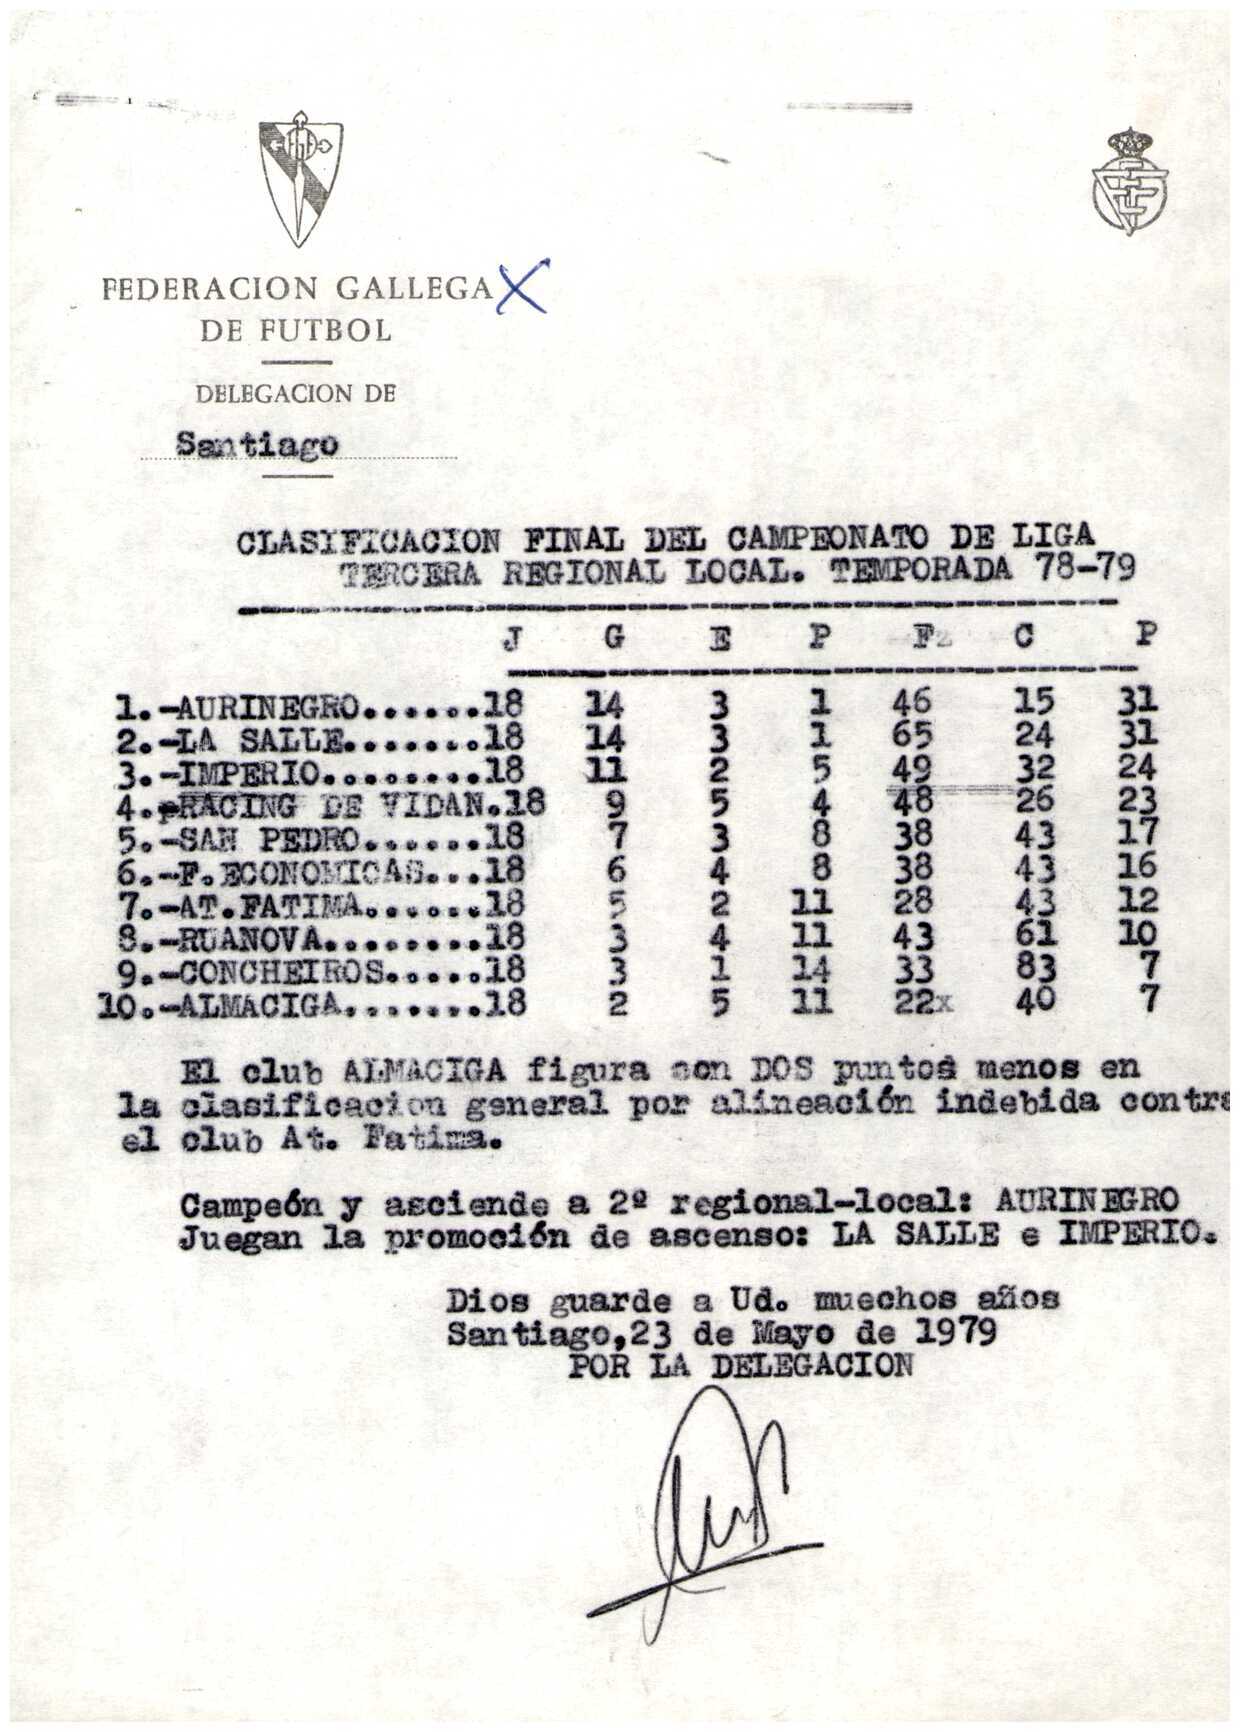 FEDERACION GALLEGA
DE FUTBOL
DELEGACION DE
Santiago
CLASIFICACION FINAL DEL CAMPEONATO DE LIGA
TERCERA REGIONAL LOCAL. TEMPORADA 78-79
J G E P F C P
1.-AURINEGRO......18 14 3 1 46 15 31
2.-LA SALLE.......18 14 3 1 65 24 31
3.-IMPERIO........18 11 2 5 49 32 24
4.-RACING DE VIDAN.18 9 5 4 48 26 23
5.-SAN PEDRO......18 7 3 8 38 43 17
6.-F.ECONOMICAS...18 6 4 8 38 43 16
7.-AT.FATIMA......18 5 2 11 28 43 12
8.-RUANOVA........18 3 4 11 43 61 10
9.-CONCHEIROS.....18 3 1 14 33 83 7
10.-ALMACIGA.......18 2 5 11 22x 40 7
El club ALMACIGA figura con DOS puntos menos en
la clasificacion general por alineación indebida contra
el club At. Fatima.
Campeón y asciende a 2º regional-local: AURINEGRO
Juegan la promoción de ascenso: LA SALLE e IMPERIO.
Dios guarde a Ud. muechos años
Santiago,23 de Mayo de 1979
POR LA DELEGACION